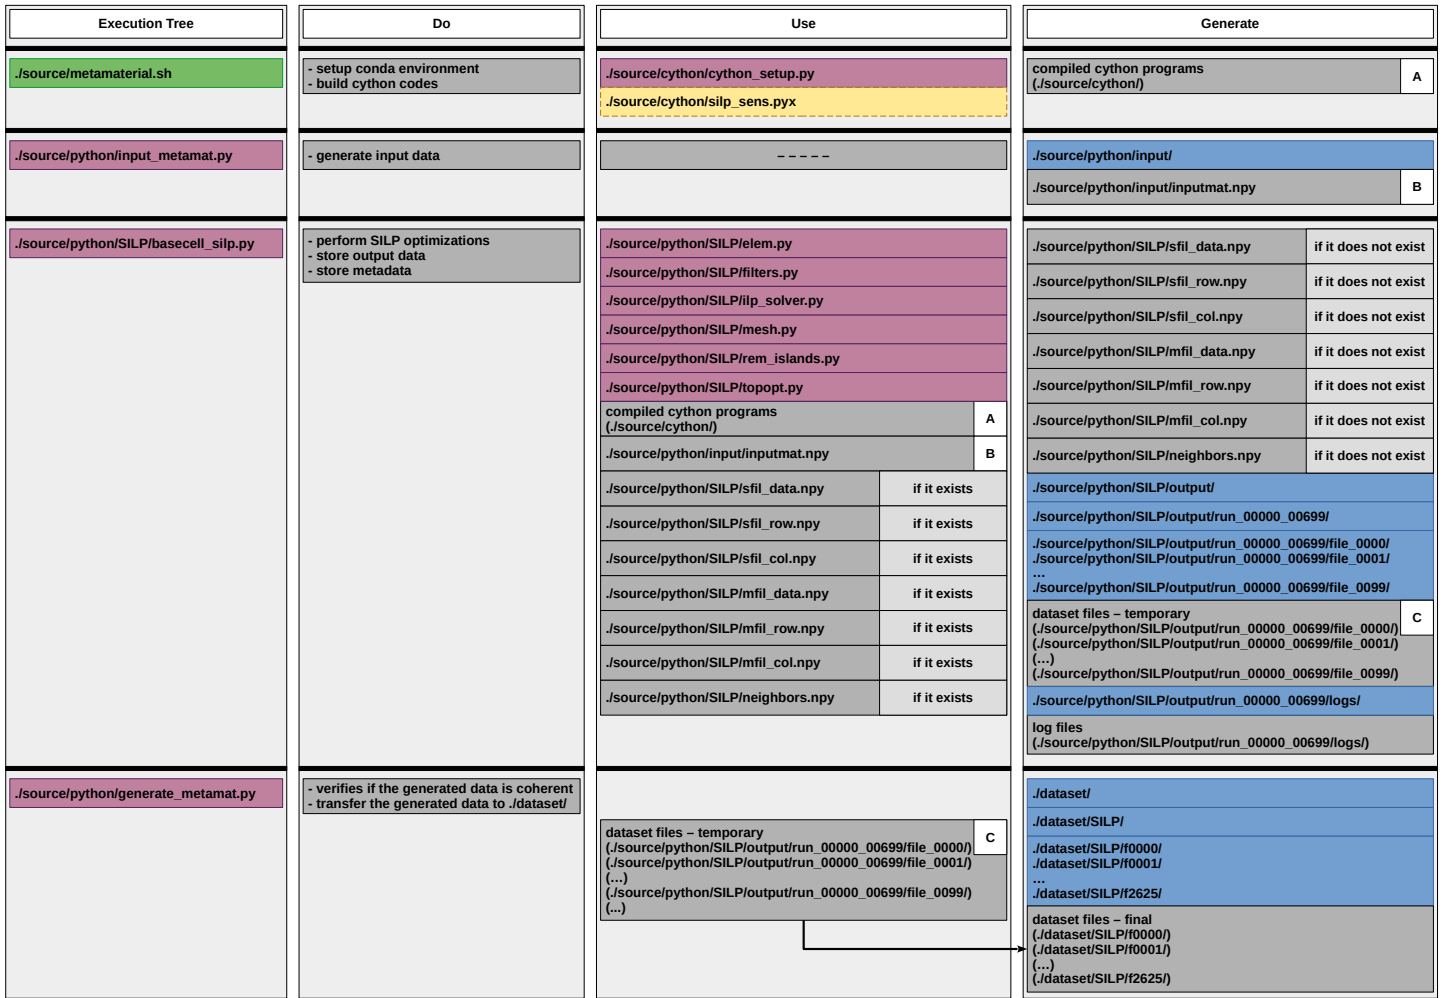 Execution Tree
Do
Use
Generate
./source/metamaterial.sh
- setup conda environment
- build cython codes
./source/cython/cython_setup.py
./source/cython/silp_sens.pyx
compiled cython programs
(./source/cython/)
A
./source/python/input_metamat.py
- generate input data
– – – – –
./source/python/input/
./source/python/input/inputmat.npy
B
./source/python/SILP/basecell_silp.py
- perform SILP optimizations
- store output data
- store metadata
./source/python/SILP/elem.py
./source/python/SILP/filters.py
./source/python/SILP/ilp_solver.py
./source/python/SILP/mesh.py
./source/python/SILP/rem_islands.py
./source/python/SILP/topopt.py
compiled cython programs
(./source/cython/)
A
./source/python/input/inputmat.npy
B
./source/python/SILP/sfil_data.npy
if it exists
./source/python/SILP/sfil_row.npy
if it exists
./source/python/SILP/sfil_col.npy
if it exists
./source/python/SILP/mfil_data.npy
if it exists
./source/python/SILP/mfil_row.npy
if it exists
./source/python/SILP/mfil_col.npy
if it exists
./source/python/SILP/neighbors.npy
if it exists
./source/python/SILP/sfil_data.npy
if it does not exist
./source/python/SILP/sfil_row.npy
if it does not exist
./source/python/SILP/sfil_col.npy
if it does not exist
./source/python/SILP/mfil_data.npy
if it does not exist
./source/python/SILP/mfil_row.npy
if it does not exist
./source/python/SILP/mfil_col.npy
if it does not exist
./source/python/SILP/neighbors.npy
if it does not exist
./source/python/SILP/output/
./source/python/SILP/output/run_00000_00699/
./source/python/SILP/output/run_00000_00699/file_0000/
./source/python/SILP/output/run_00000_00699/file_0001/
…
./source/python/SILP/output/run_00000_00699/file_0099/
dataset files – temporary
(./source/python/SILP/output/run_00000_00699/file_0000/)
(./source/python/SILP/output/run_00000_00699/file_0001/)
(…)
(./source/python/SILP/output/run_00000_00699/file_0099/)
C
./source/python/SILP/output/run_00000_00699/logs/
log files
(./source/python/SILP/output/run_00000_00699/logs/)
./source/python/generate_metamat.py
- verifies if the generated data is coherent
- transfer the generated data to ./dataset/
dataset files – temporary
(./source/python/SILP/output/run_00000_00699/file_0000/)
(./source/python/SILP/output/run_00000_00699/file_0001/)
(…)
(./source/python/SILP/output/run_00000_00699/file_0099/)
(...)
C
./dataset/
./dataset/SILP/
./dataset/SILP/f0000/
./dataset/SILP/f0001/
…
./dataset/SILP/f2625/
dataset files – final
(./dataset/SILP/f0000/)
(./dataset/SILP/f0001/)
(…)
(./dataset/SILP/f2625/)